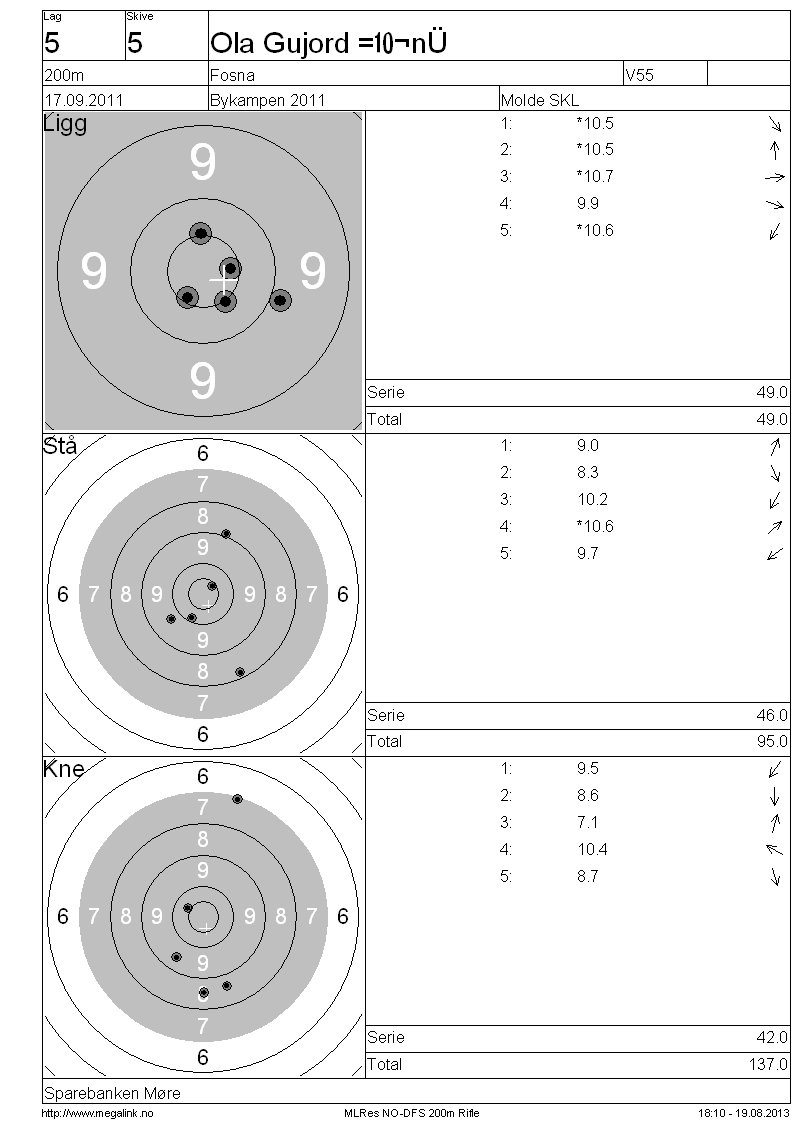 Lag Skive
5 5 Ola Gujord =10¬nÜ
200m Fosna V55
17.09.2011 Bykampen 2011 Molde SKL
Ligg
9
9 9
9
1: *10.5
2: *10.5
3: *10.7
4: 9.9
5: *10.6
Serie 49.0
Total 49.0
Stå
6
7
8
9
6 7 8 9 9 8 7 6
9
8
7
6
1: 9.0
2: 8.3
3: 10.2
4: *10.6
5: 9.7
Serie 46.0
Total 95.0
Kne
6
7
8
9
6 7 8 9 9 8 7 6
9
8
7
6
1: 9.5
2: 8.6
3: 7.1
4: 10.4
5: 8.7
Serie 42.0
Total 137.0
Sparebanken Møre
http://www.megalink.no MLRes NO-DFS 200m Rifle 18:10 - 19.08.2013